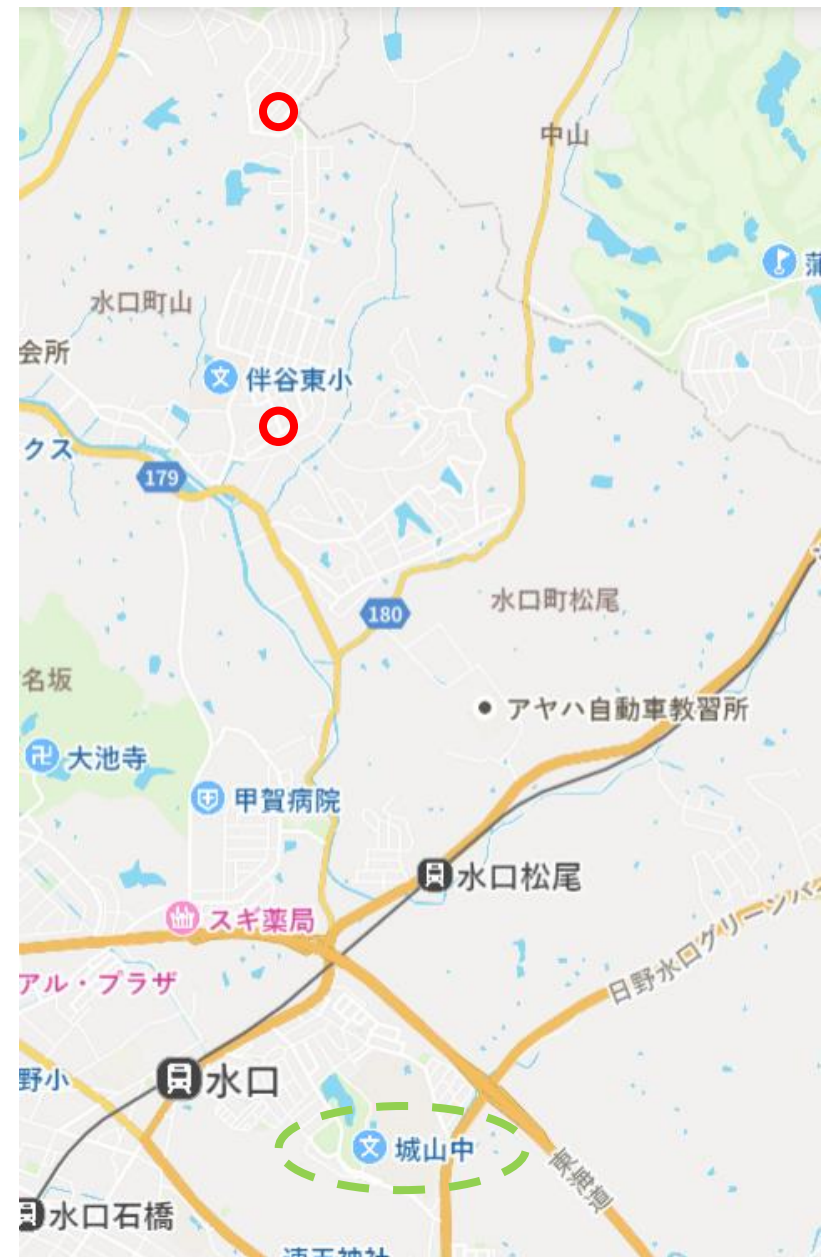 中山
蒲
水口町山
会所
伴谷東小
クス
179
水口町松尾
180
名坂
アヤハ自動車教習所
大池寺
甲賀病院
水口松尾
スギ薬局
日野水口グリーンバイ
アル・プラザ
野小
水口
城山中
東海道
水口石橋